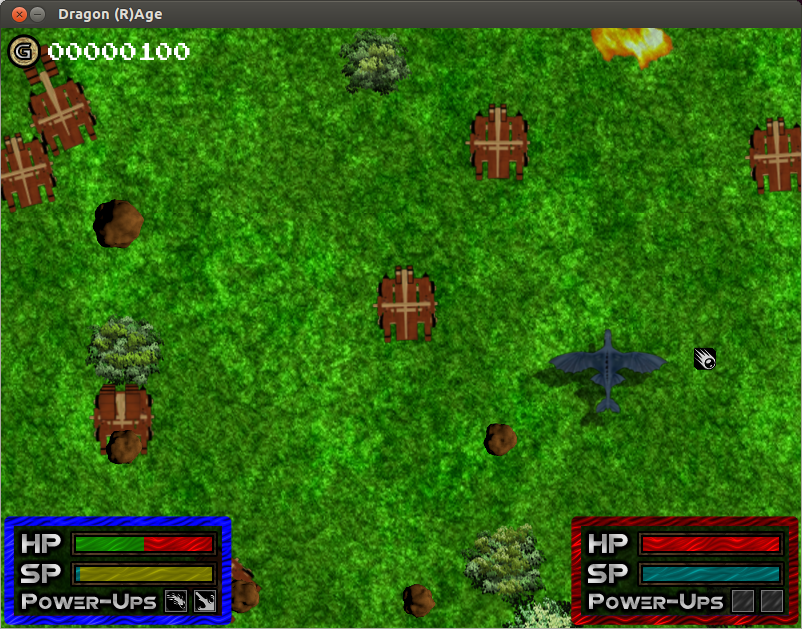 Dragon (R)Age
G 00000100
HP
SP
Power-Ups
HP
SP
Power-Ups